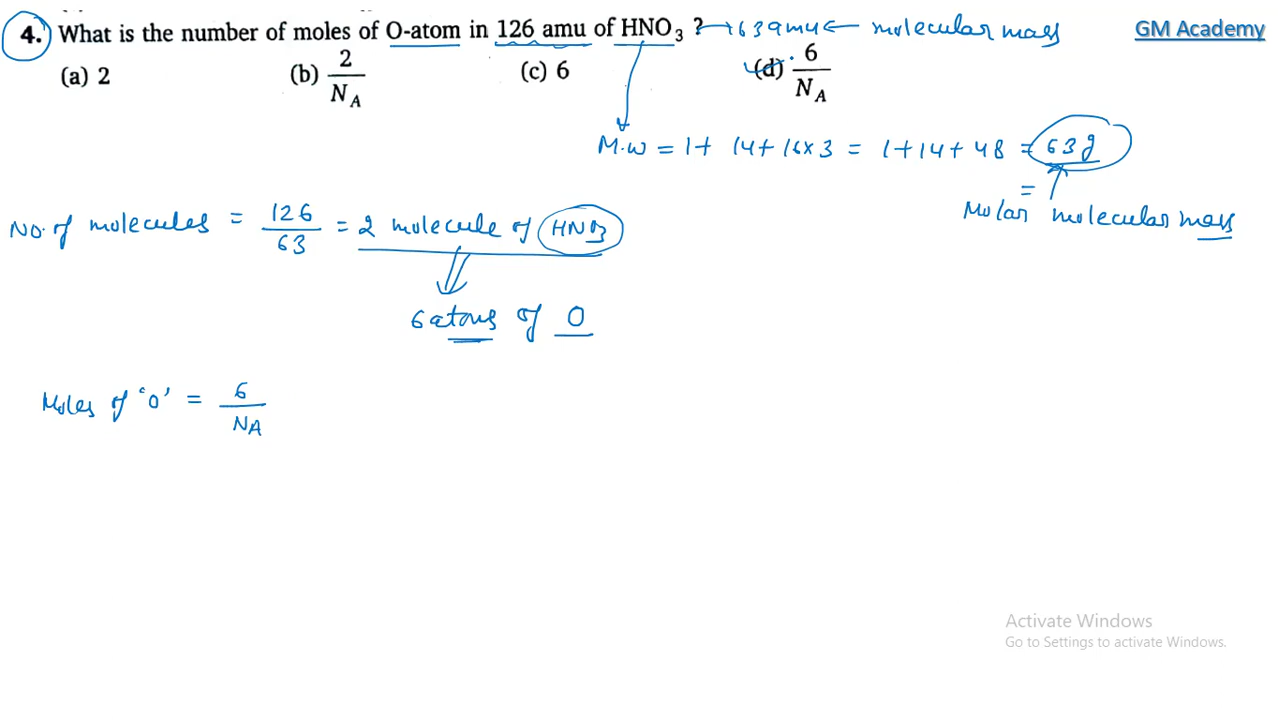 4. What is the number of moles of O-atom in 126 amu of HNO₃ ? → 63 amu ← molecular mass
GM Academy
(a) 2 (b) 2/N_A (c) 6 (d) 6/N_A
M.W = 1 + 14 + 16 × 3 = 1 + 14 + 48 = 63 g
= Molar molecular mass
NO. of molecules = 126/63 = 2 molecule of HNO3
6 atoms of O
Moles of 'O' = 6/NA
Activate Windows
Go to Settings to activate Windows.